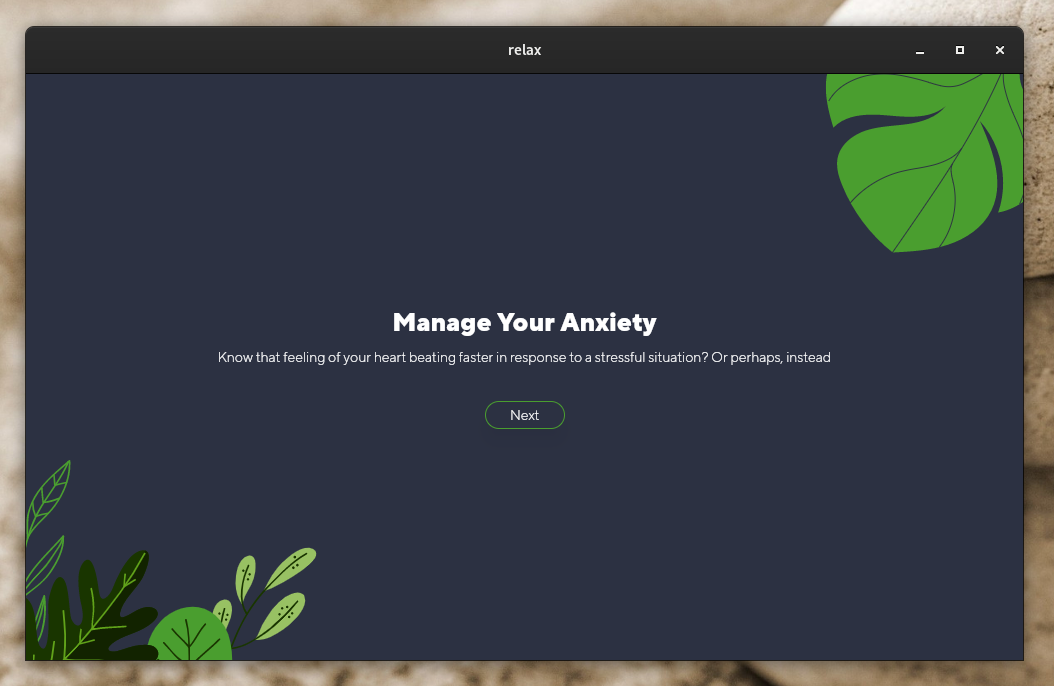 relax
Manage Your Anxiety
Know that feeling of your heart beating faster in response to a stressful situation? Or perhaps, instead
Next